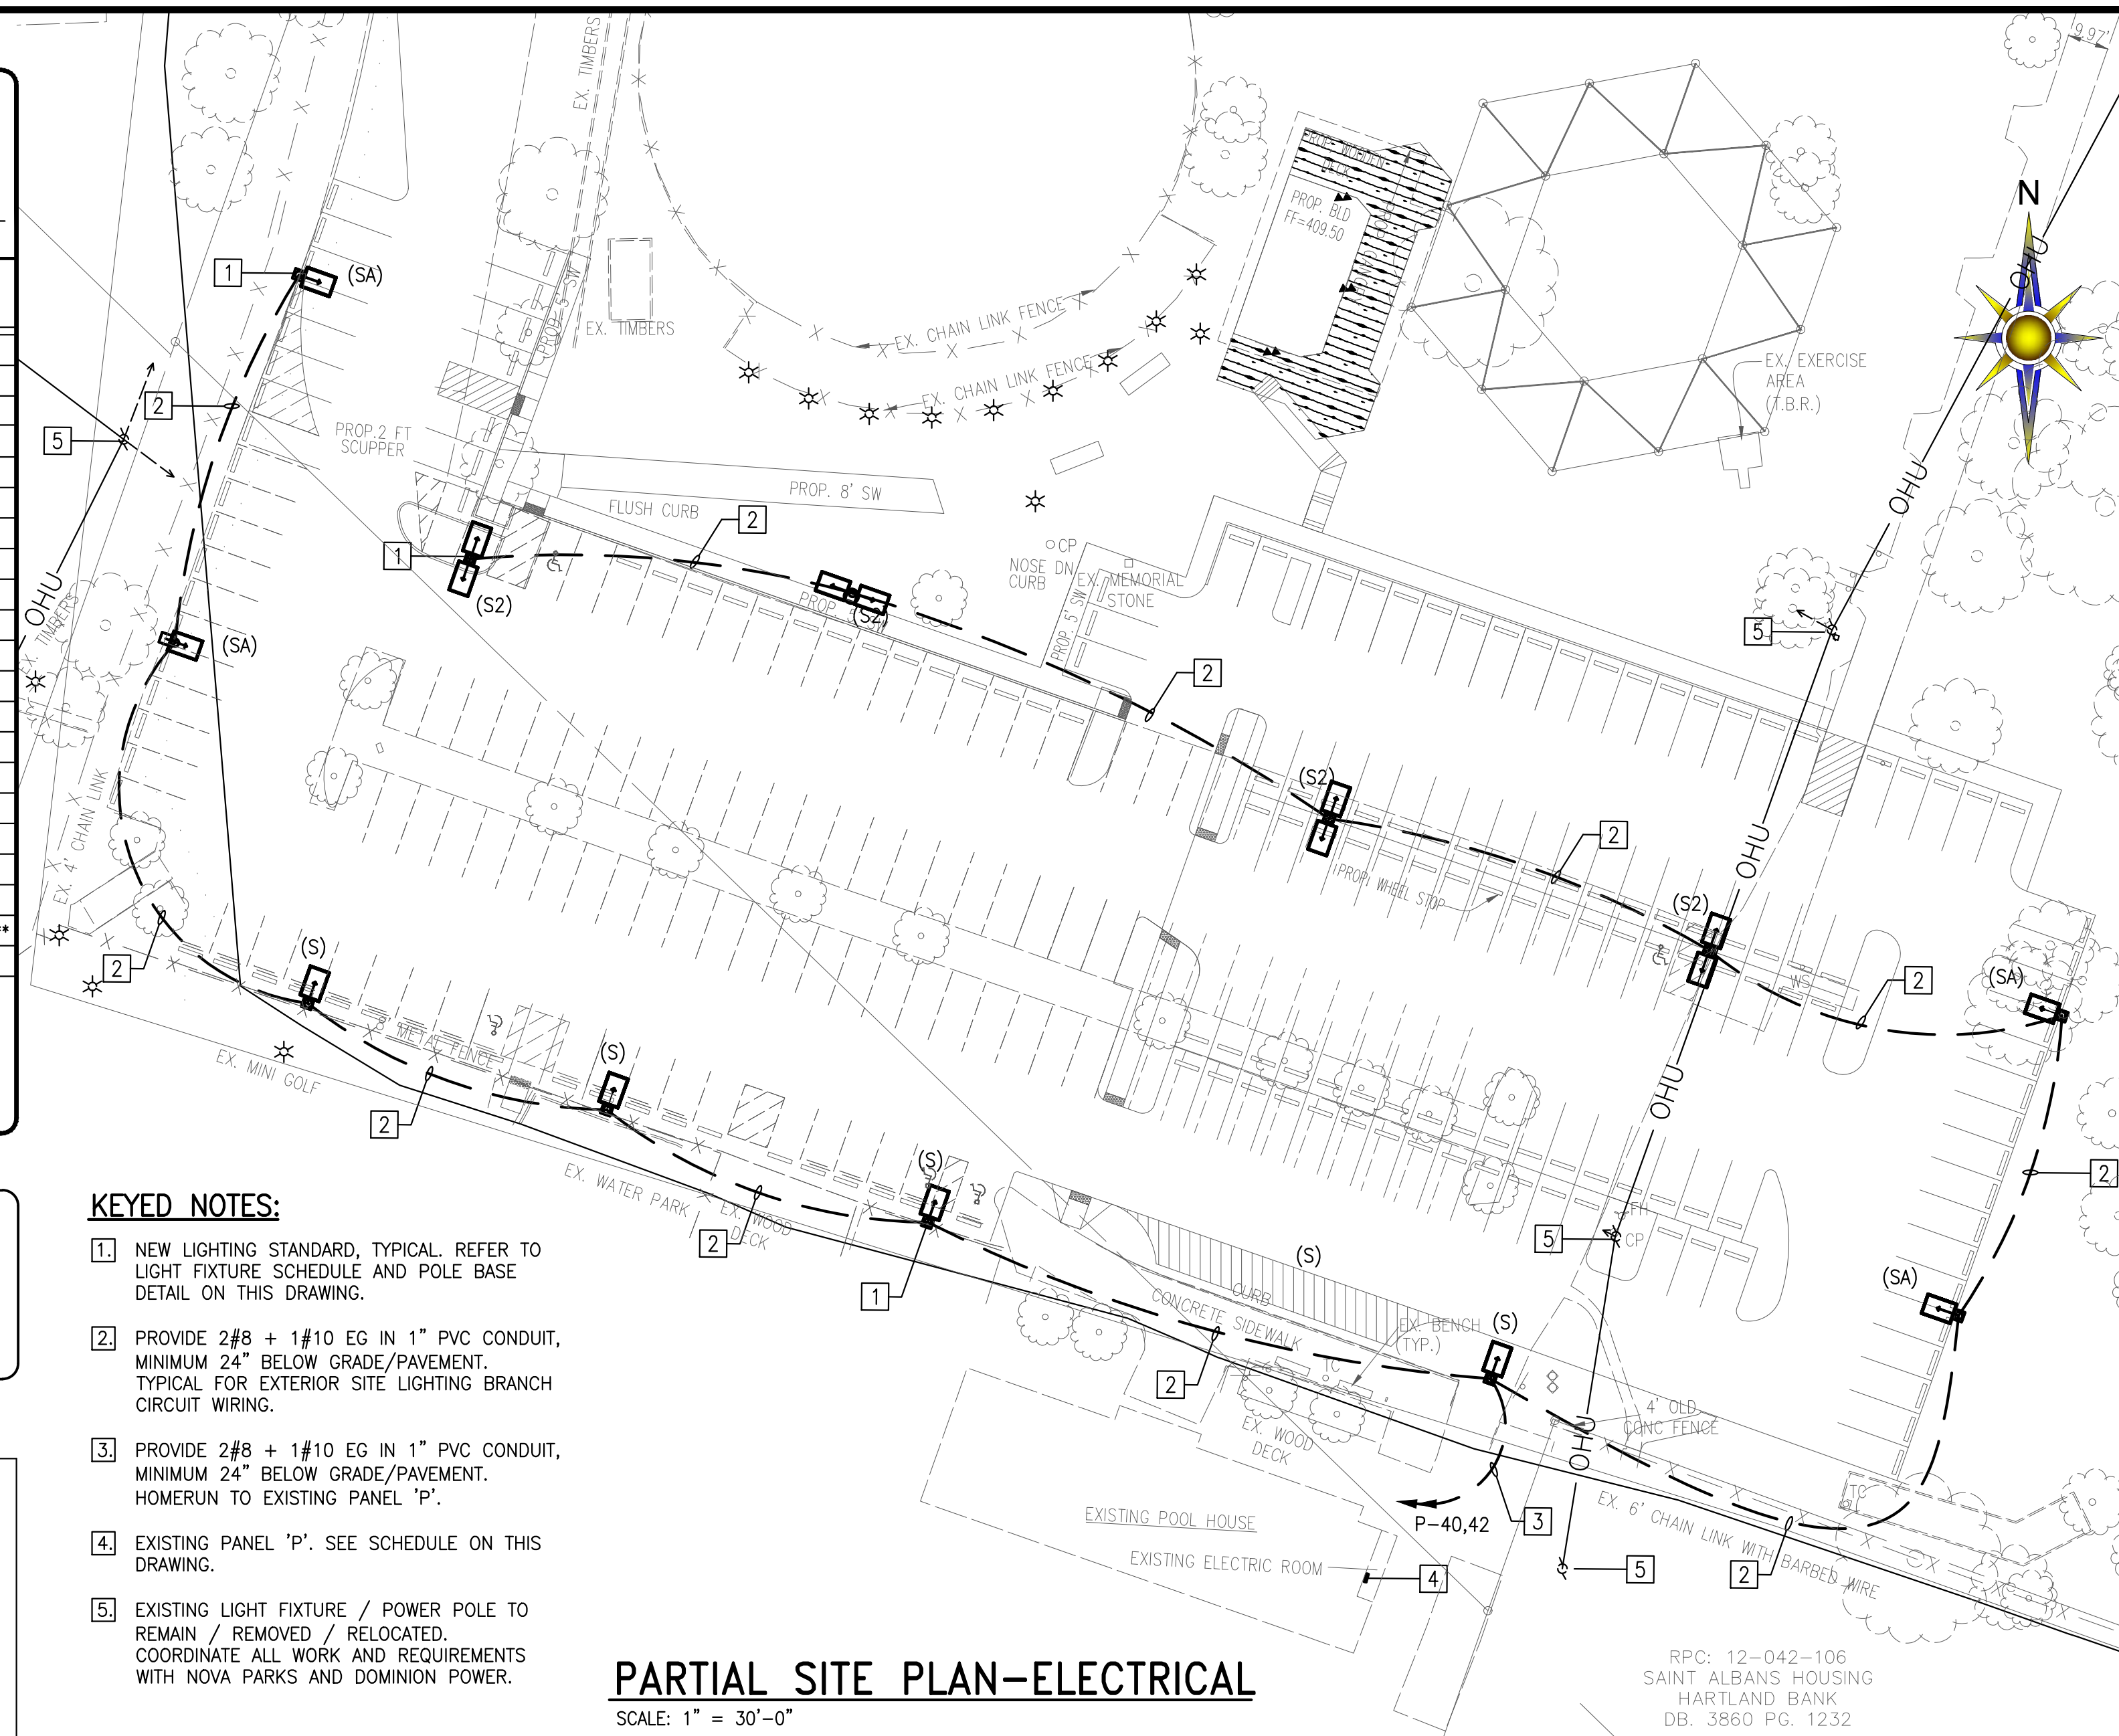 9.97'
N
OHU
EX. TIMBERS
PROP. WOODEN
DECK
PROP. BLD
FF=409.50
1
(SA)
EX. TIMBERS
EX. CHAIN LINK FENCE
EX. CHAIN LINK FENCE
EX. EXERCISE
AREA
(T.B.R.)
2
5
PROP.2 FT
SCUPPER
PROP. 8' SW
FLUSH CURB
2
OHU
1
(S2)
(S2)
CP
NOSE DN
CURB
EX. MEMORIAL
STONE
PROP. 5' SW
5
OHU
EX. TIMBERS
(SA)
2
EX. 4' CHAIN LINK
(S2)
2
PROP. WHEEL STOP
OHU
(S2)
WS
2
(SA)
2
(S)
METAL FENCE
EX. MINI GOLF
2
(S)
OHU
2
(S)
EX. WATER PARK
EX. WOOD
DECK
2
1
FH
CP
5
(SA)
(S)
CURB
CONCRETE SIDEWALK
EX. BENCH
(TYP.)
TC
(S)
2
EX. WOOD
DECK
4' OLD
CONC FENCE
OHU
TC
EX. 6' CHAIN LINK WITH BARBED WIRE
2
P-40,42
3
EXISTING POOL HOUSE
EXISTING ELECTRIC ROOM
4
5
KEYED NOTES:
1. NEW LIGHTING STANDARD, TYPICAL. REFER TO
LIGHT FIXTURE SCHEDULE AND POLE BASE
DETAIL ON THIS DRAWING.
2. PROVIDE 2#8 + 1#10 EG IN 1" PVC CONDUIT,
MINIMUM 24" BELOW GRADE/PAVEMENT.
TYPICAL FOR EXTERIOR SITE LIGHTING BRANCH
CIRCUIT WIRING.
3. PROVIDE 2#8 + 1#10 EG IN 1" PVC CONDUIT,
MINIMUM 24" BELOW GRADE/PAVEMENT.
HOMERUN TO EXISTING PANEL 'P'.
4. EXISTING PANEL 'P'. SEE SCHEDULE ON THIS
DRAWING.
5. EXISTING LIGHT FIXTURE / POWER POLE TO
REMAIN / REMOVED / RELOCATED.
COORDINATE ALL WORK AND REQUIREMENTS
WITH NOVA PARKS AND DOMINION POWER.
PARTIAL SITE PLAN-ELECTRICAL
SCALE: 1" = 30'-0"
RPC: 12-042-106
SAINT ALBANS HOUSING
HARTLAND BANK
DB. 3860 PG. 1232